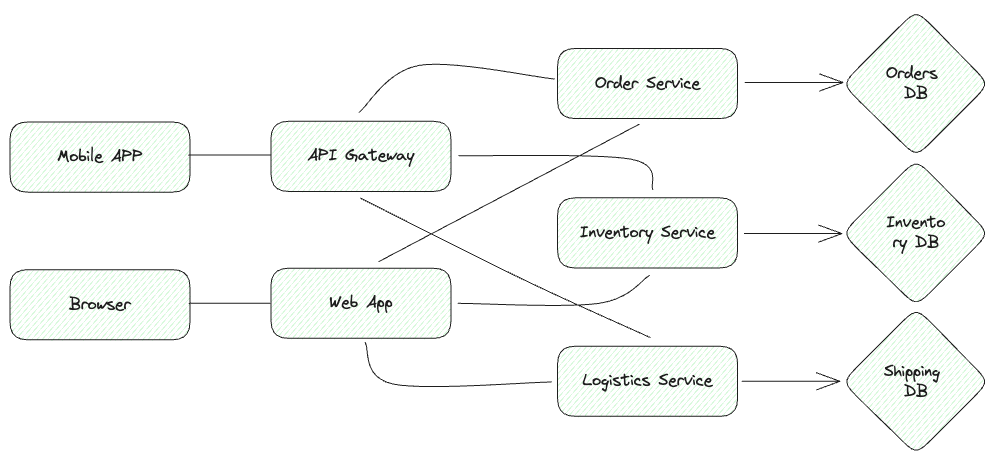 Mobile APP
Browser
API Gateway
Web App
Order Service
Inventory Service
Logistics Service
Orders
DB
Invento
ry DB
Shipping
DB